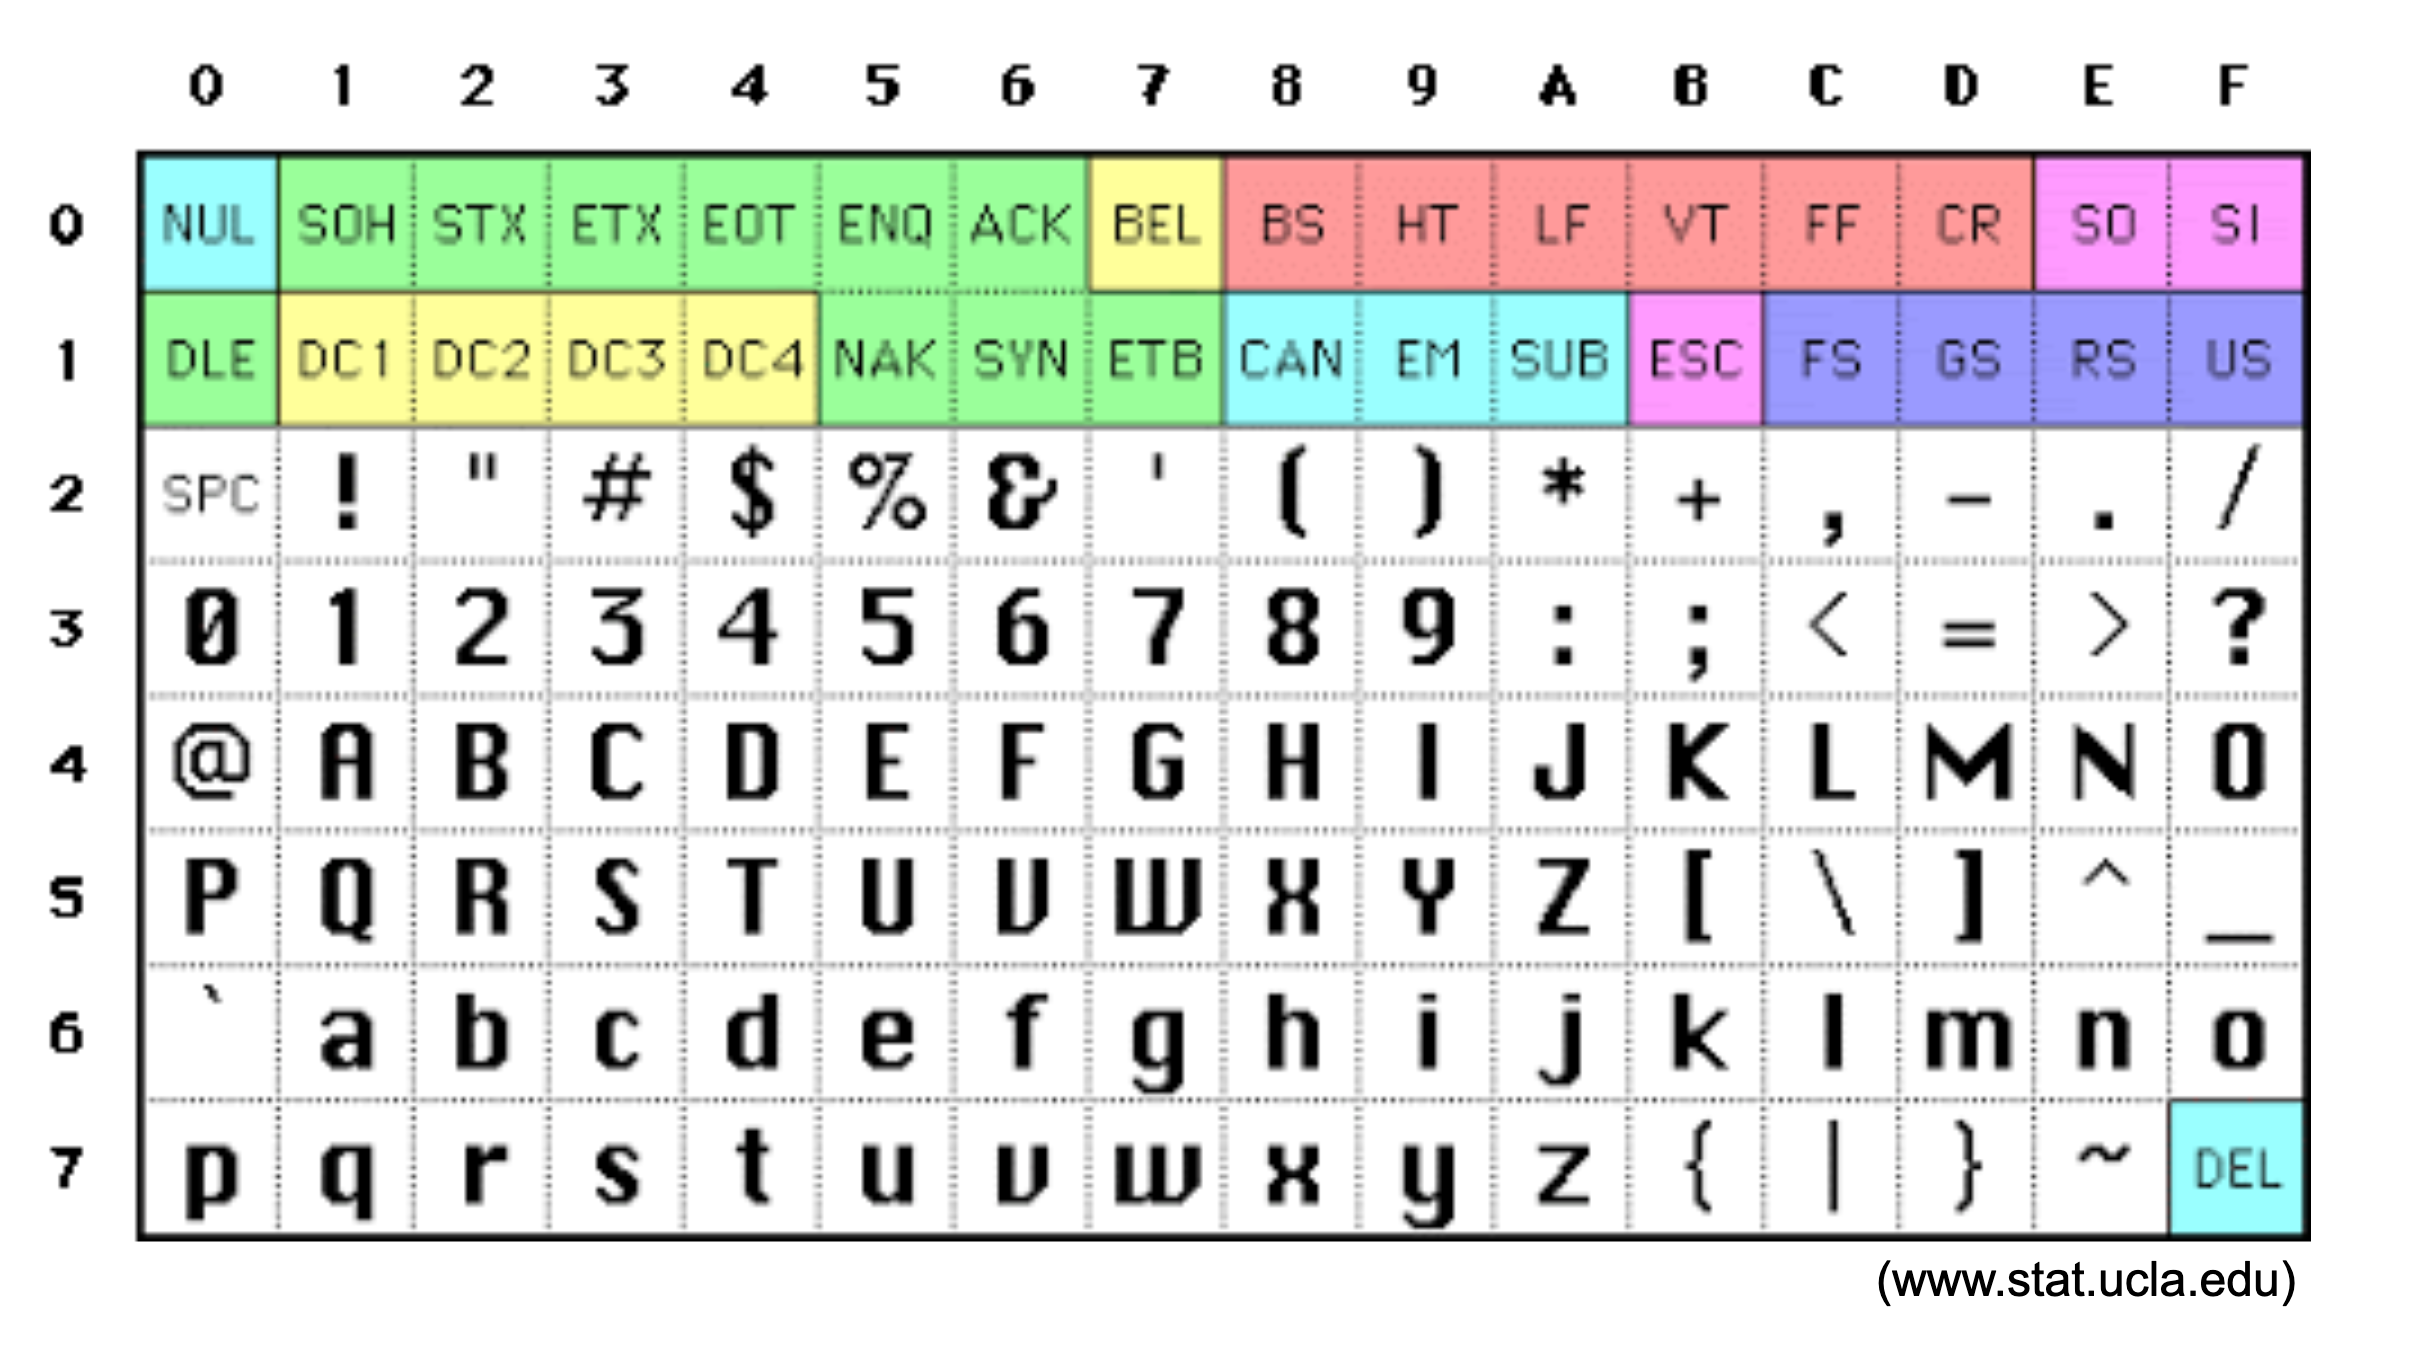 0 1 2 3 4 5 6 7 8 9 A B C D E F
0 NUL SOH STX ETX EOT ENQ ACK BEL BS HT LF VT FF CR SO SI
1 DLE DC1 DC2 DC3 DC4 NAK SYN ETB CAN EM SUB ESC FS GS RS US
2 SPC ! " # $ % & ' ( ) * + , - . /
3 0 1 2 3 4 5 6 7 8 9 : ; < = > ?
4 @ A B C D E F G H I J K L M N O
5 P Q R S T U V W X Y Z [ \ ] ^ _
6 ` a b c d e f g h i j k l m n o
7 p q r s t u v w x y z { | } ~ DEL
(www.stat.ucla.edu)